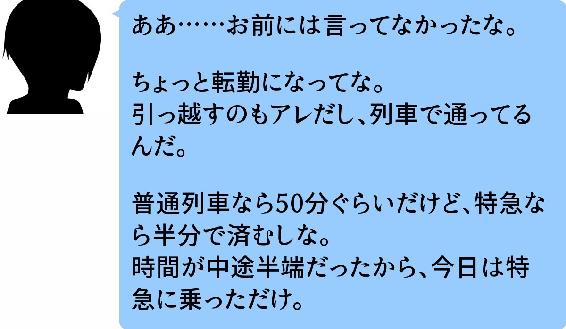 ああ……お前には言ってなかったな。
ちょっと転勤になってな。
引っ越すのもアレだし、列車で通ってる
んだ。
普通列車なら50分ぐらいだけど、特急な
ら半分で済むしな。
時間が中途半端だったから、今日は特
急に乗っただけ。